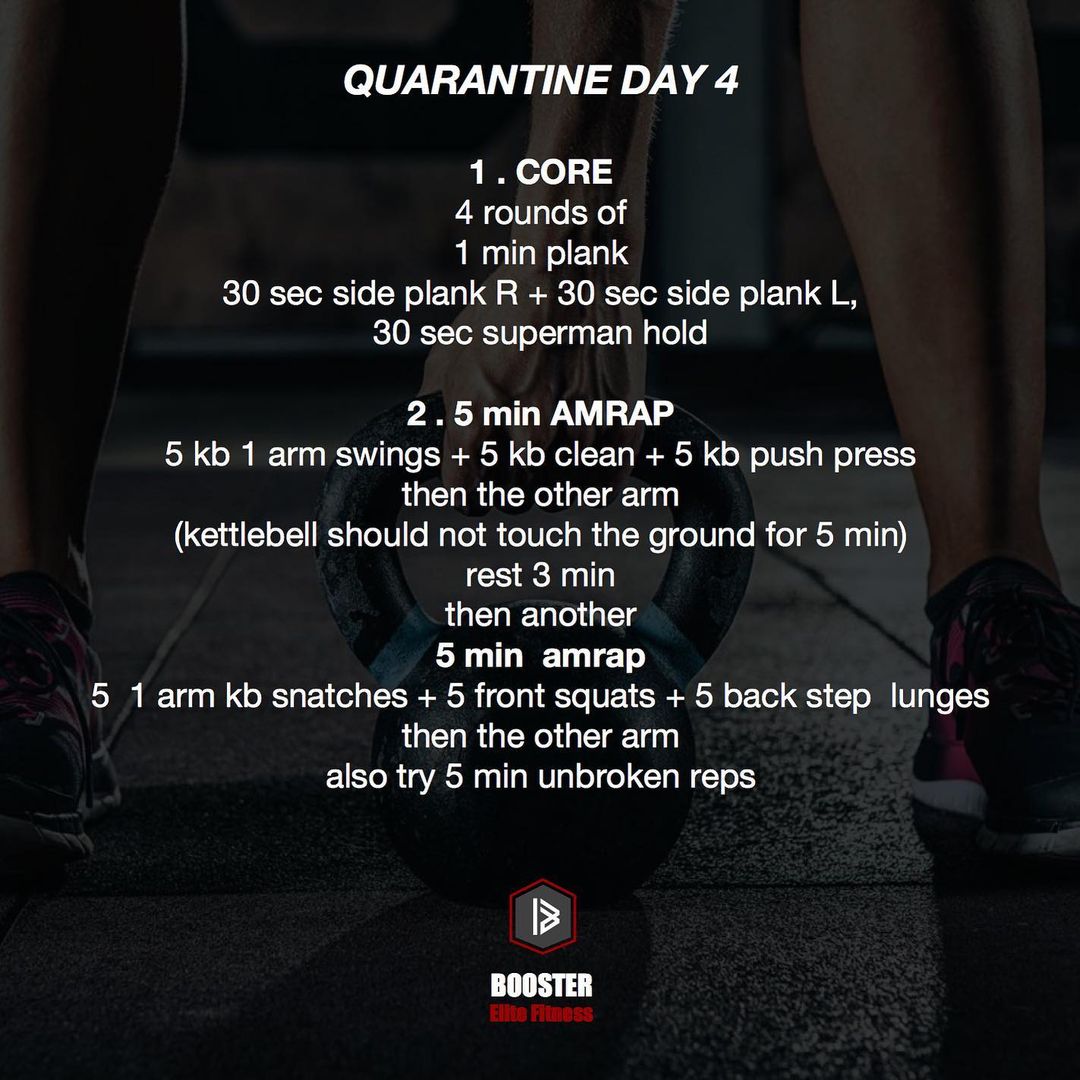 QUARANTINE DAY 4
1 . CORE
4 rounds of
1 min plank
30 sec side plank R + 30 sec side plank L,
30 sec superman hold
2 . 5 min AMRAP
5 kb 1 arm swings + 5 kb clean + 5 kb push press
then the other arm
(kettlebell should not touch the ground for 5 min)
rest 3 min
then another
5 min  amrap
5  1 arm kb snatches + 5 front squats + 5 back step  lunges
then the other arm
also try 5 min unbroken reps
BOOSTER
Elite Fitness